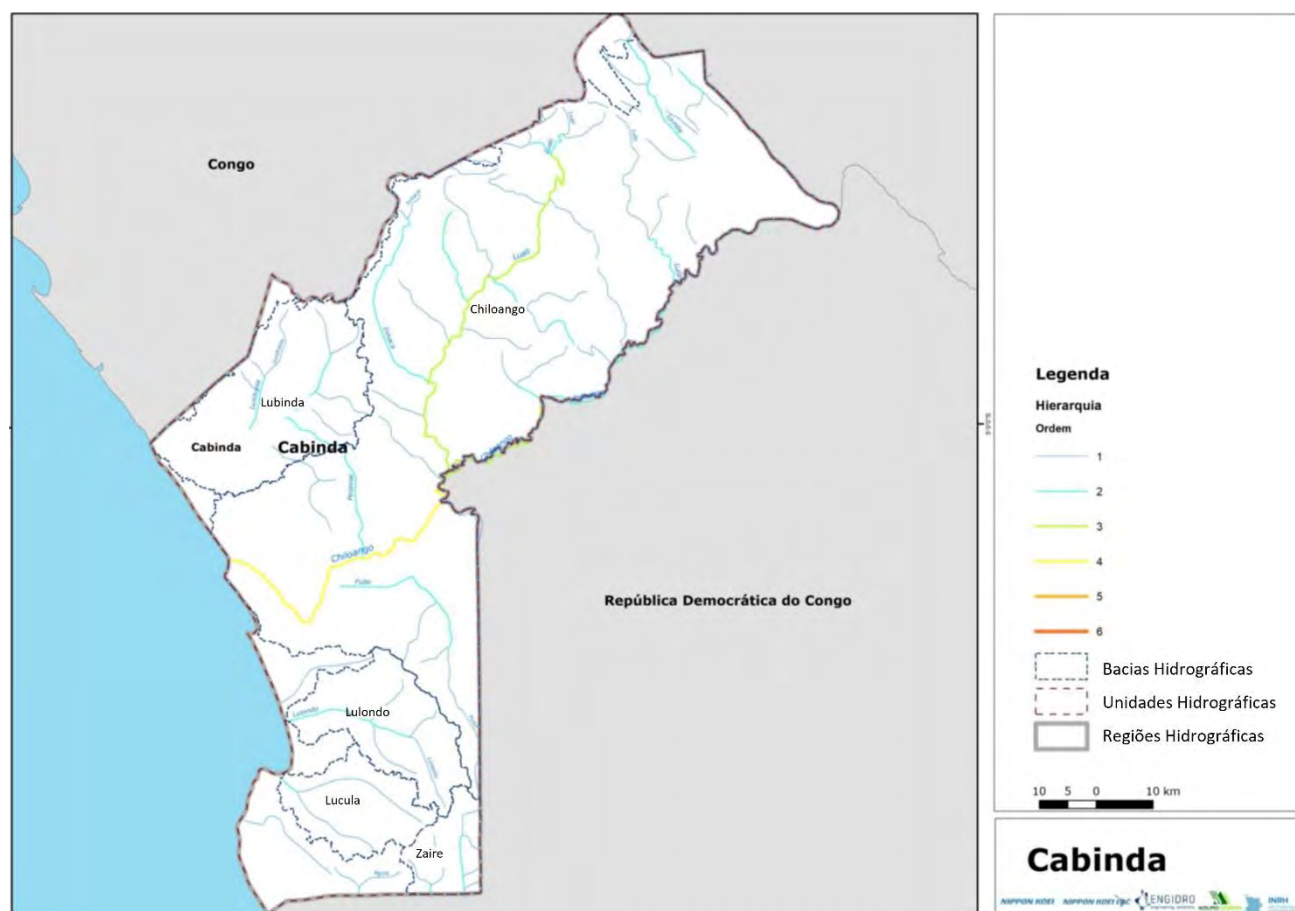 Congo
Luali
Chiloango
Lubinda
Cabinda
Cabinda
Chiloango
República Democrática do Congo
Lulondo
Lulondo
Lucula
Zaire
Legenda
Hierarquia
Ordem
1
2
3
4
5
6
Bacias Hidrográficas
Unidades Hidrográficas
Regiões Hidrográficas
10 5 0 10 km
Cabinda
NIPPON KOEI
ENGIDRO
INRH